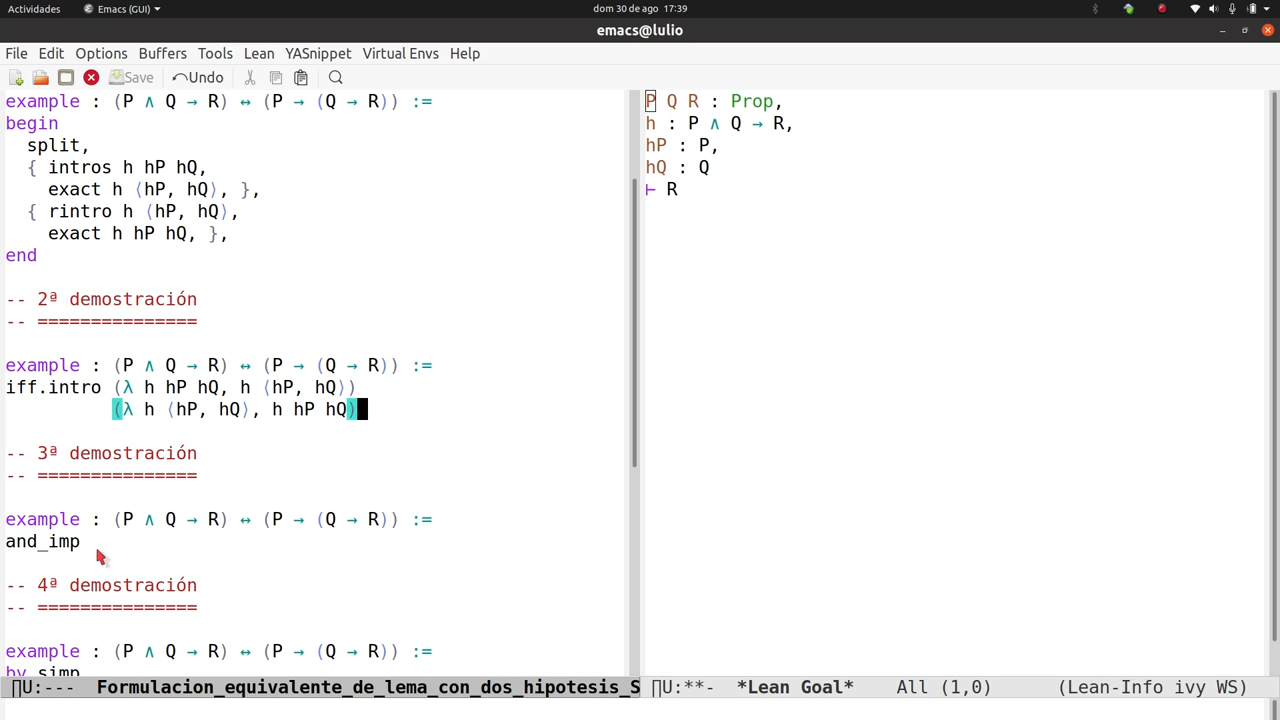 Actividades Emacs (GUI) dom 30 de ago 17:39
emacs@lulio
File Edit Options Buffers Tools Lean YASnippet Virtual Envs Help
Save Undo
example : (P ∧ Q → R) ↔ (P → (Q → R)) :=
begin
  split,
  { intros h hP hQ,
    exact h ⟨hP, hQ⟩, },
  { rintro h ⟨hP, hQ⟩,
    exact h hP hQ, },
end
-- 2ª demostración
-- ===============
example : (P ∧ Q → R) ↔ (P → (Q → R)) :=
iff.intro (λ h hP hQ, h ⟨hP, hQ⟩)
          (λ h ⟨hP, hQ⟩, h hP hQ)
-- 3ª demostración
-- ===============
example : (P ∧ Q → R) ↔ (P → (Q → R)) :=
and_imp
-- 4ª demostración
-- ===============
example : (P ∧ Q → R) ↔ (P → (Q → R)) :=
by simp
∏U:--- Formulacion_equivalente_de_lema_con_dos_hipotesis_S
P Q R : Prop,
h : P ∧ Q → R,
hP : P,
hQ : Q
⊢ R
∏U:**- *Lean Goal* All (1,0) (Lean-Info ivy WS)